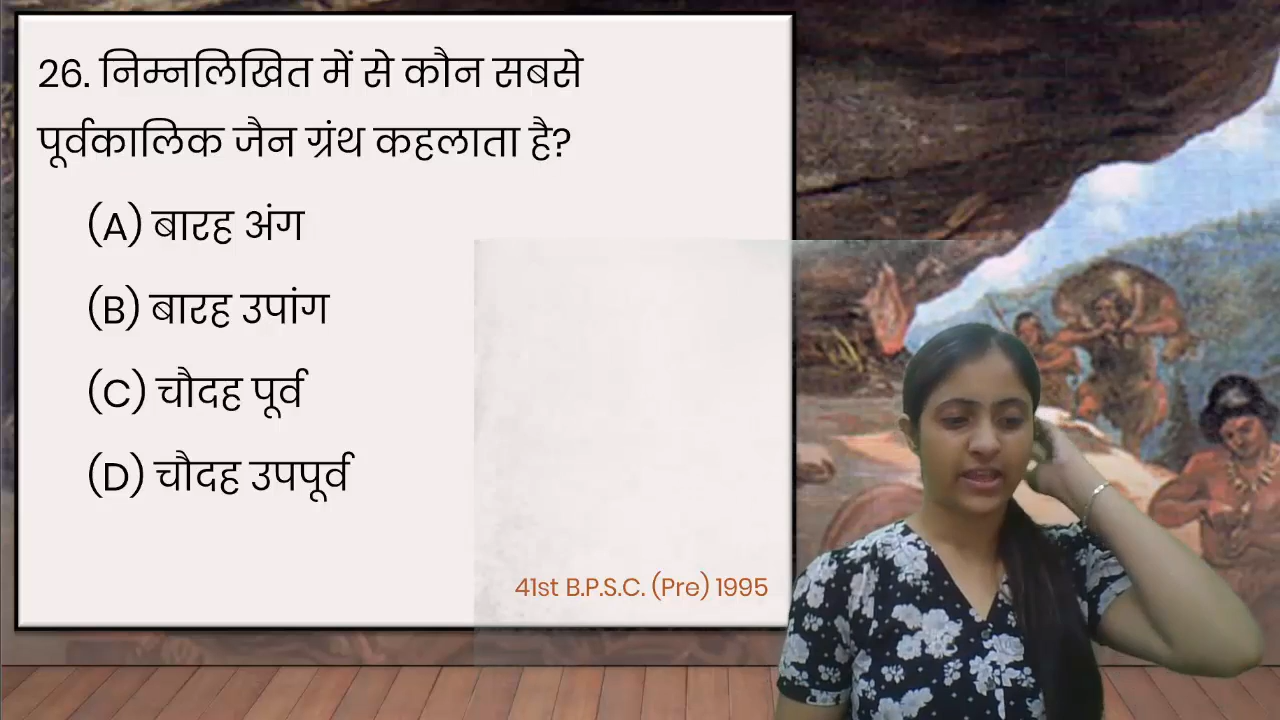 26. निम्नलिखित में से कौन सबसे
पूर्वकालिक जैन ग्रंथ कहलाता है?
(A) बारह अंग
(B) बारह उपांग
(C) चौदह पूर्व
(D) चौदह उपपूर्व
41st B.P.S.C. (Pre) 1995